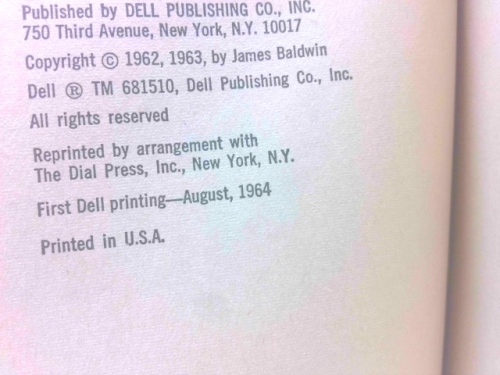 Published by DELL PUBLISHING CO., INC.
750 Third Avenue, New York, N.Y. 10017
Copyright © 1962, 1963, by James Baldwin
Dell ® TM 681510, Dell Publishing Co., Inc.
All rights reserved
Reprinted by arrangement with
The Dial Press, Inc., New York, N.Y.
First Dell printing—August, 1964
Printed in U.S.A.